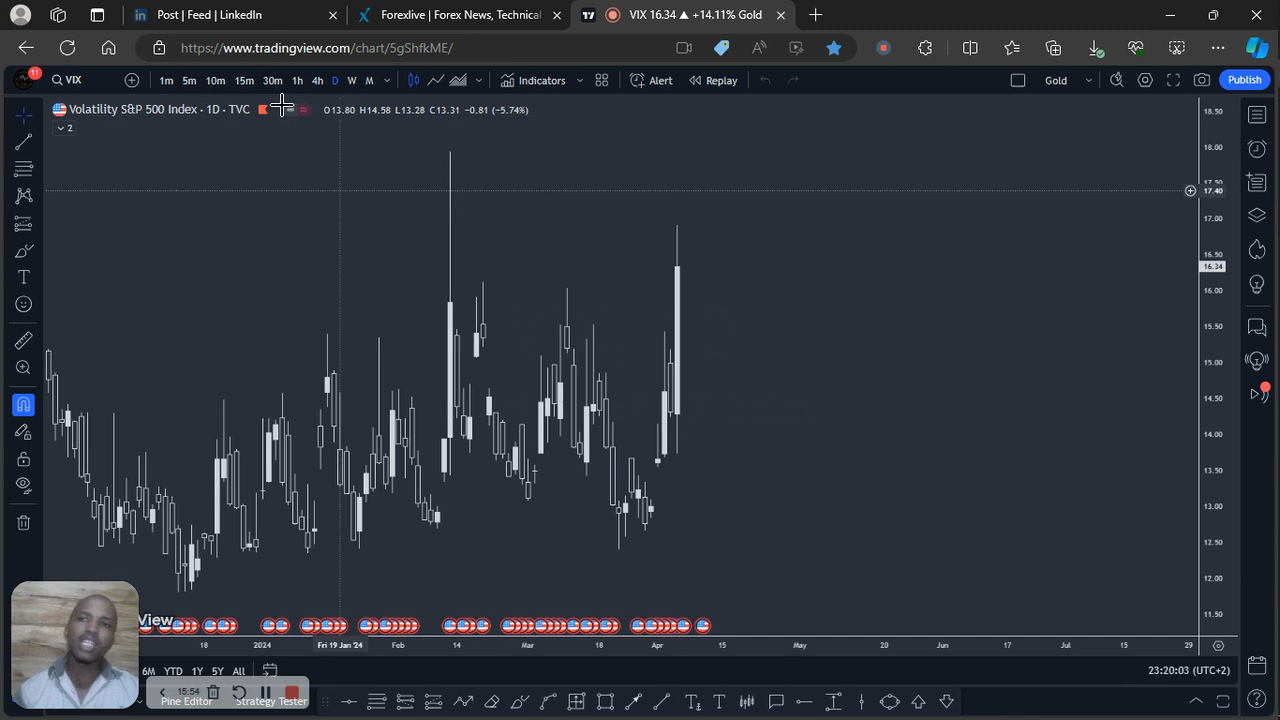 Post | Feed | LinkedIn
Forexlive | Forex News, Technical
VIX 16.34 ▲ +14.11% Gold
https://www.tradingview.com/chart/5gShfkME/
11
VIX
1m 5m 10m 15m 30m 1h 4h D W M
Indicators
Alert
Replay
Gold
Publish
Volatility S&P 500 Index · 1D · TVC
O13.80 H14.58 L13.28 C13.31 −0.81 (−5.74%)
2
18.50
18.00
17.50
17.40
17.00
16.50
16.34
16.00
15.50
15.00
14.50
14.00
13.50
13.00
12.50
12.00
11.50
View
18 2024 Fri 19 Jan '24 Feb 14 Mar 18 Apr 15 May 20 Jun 17 Jul 15 29
6M YTD 1Y 5Y All
23:20:03 (UTC+2)
15:54
Pine Editor Strategy Tester